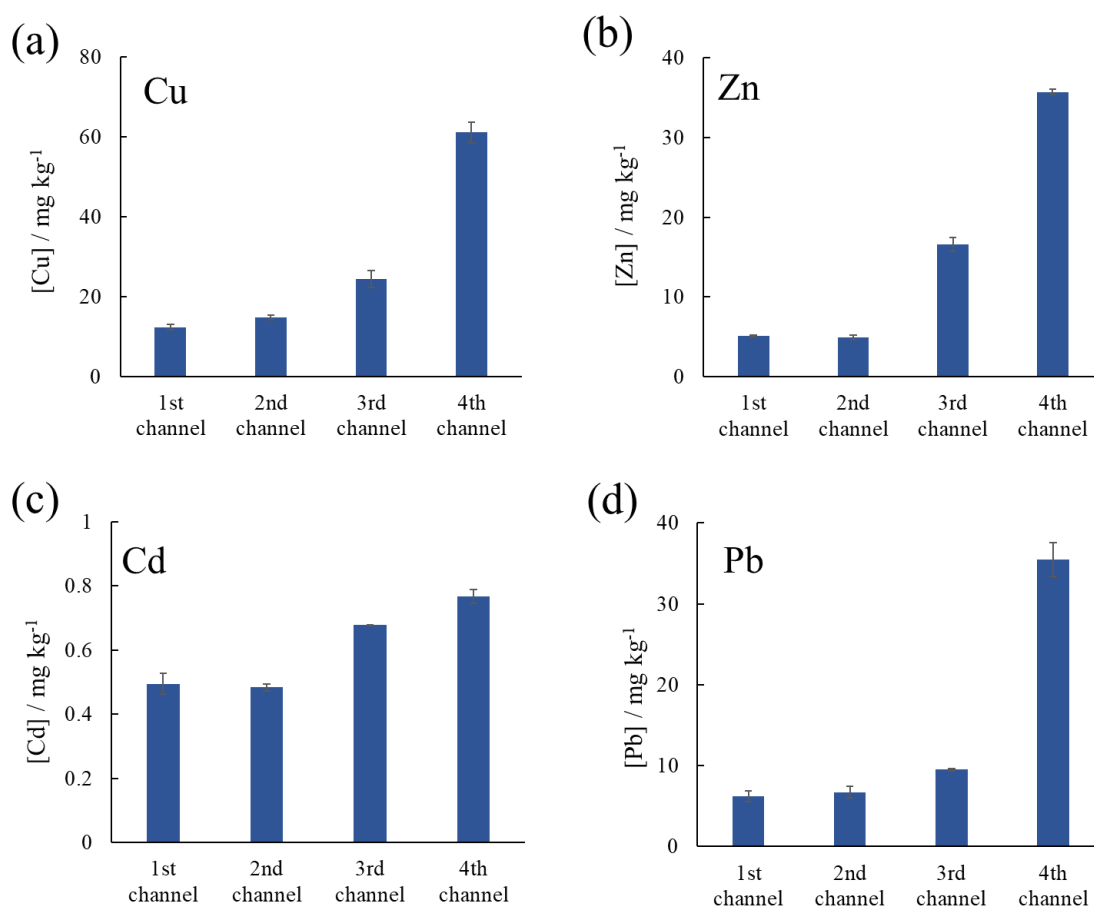 (a)
Cu
[Cu] / mg kg-1
80
60
40
20
0
1st channel
2nd channel
3rd channel
4th channel
(b)
Zn
[Zn] / mg kg-1
40
30
20
10
0
1st channel
2nd channel
3rd channel
4th channel
(c)
Cd
[Cd] / mg kg-1
1
0.8
0.6
0.4
0.2
0
1st channel
2nd channel
3rd channel
4th channel
(d)
Pb
[Pb] / mg kg-1
40
30
20
10
0
1st channel
2nd channel
3rd channel
4th channel